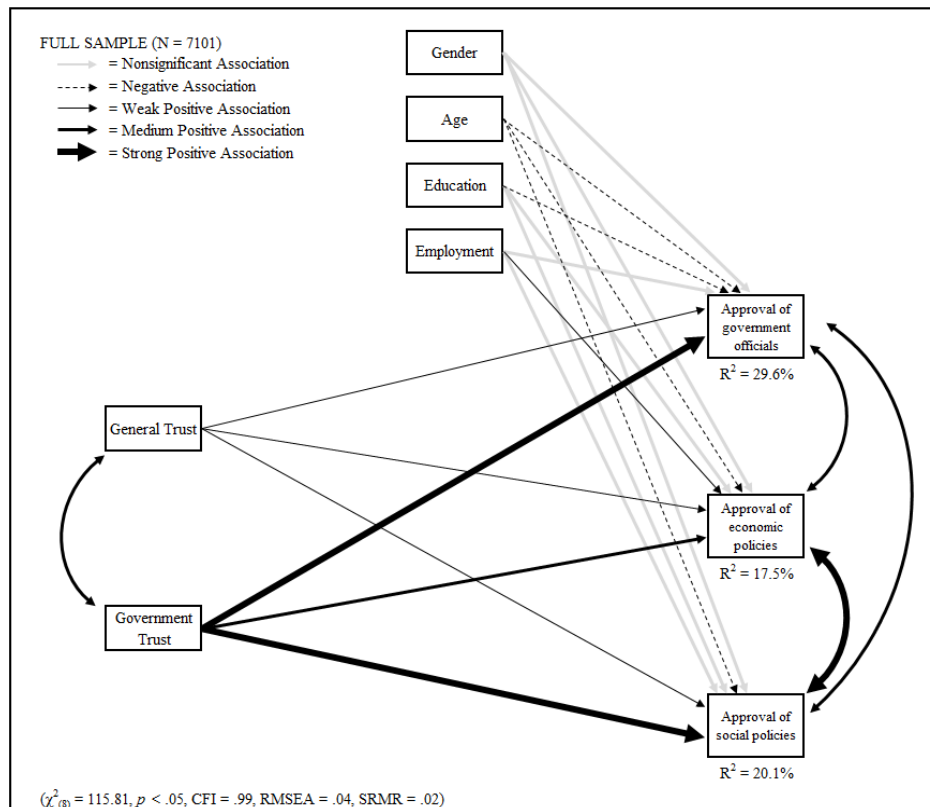 FULL SAMPLE (N = 7101)
= Nonsignificant Association
= Negative Association
= Weak Positive Association
= Medium Positive Association
= Strong Positive Association
Gender
Age
Education
Employment
Approval of
government
officials
R² = 29.6%
General Trust
Approval of
economic
policies
R² = 17.5%
Government
Trust
Approval of
social policies
R² = 20.1%
(χ²₍₈₎ = 115.81, p < .05, CFI = .99, RMSEA = .04, SRMR = .02)